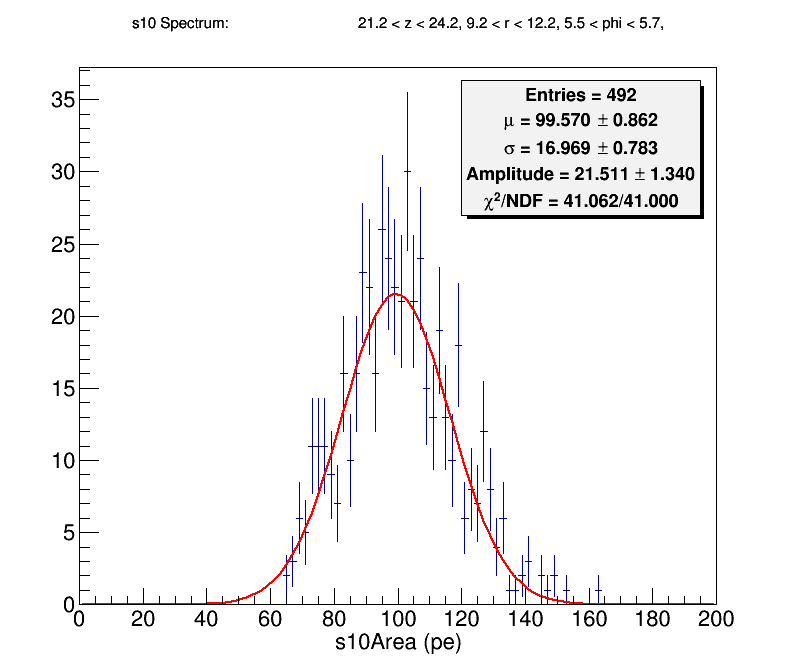 s10 Spectrum: 21.2 < z < 24.2, 9.2 < r < 12.2, 5.5 < phi < 5.7,
Entries = 492
μ = 99.570 ± 0.862
σ = 16.969 ± 0.783
Amplitude = 21.511 ± 1.340
χ²/NDF = 41.062/41.000
35
30
25
20
15
10
5
0
0 20 40 60 80 100 120 140 160 180 200
s10Area (pe)